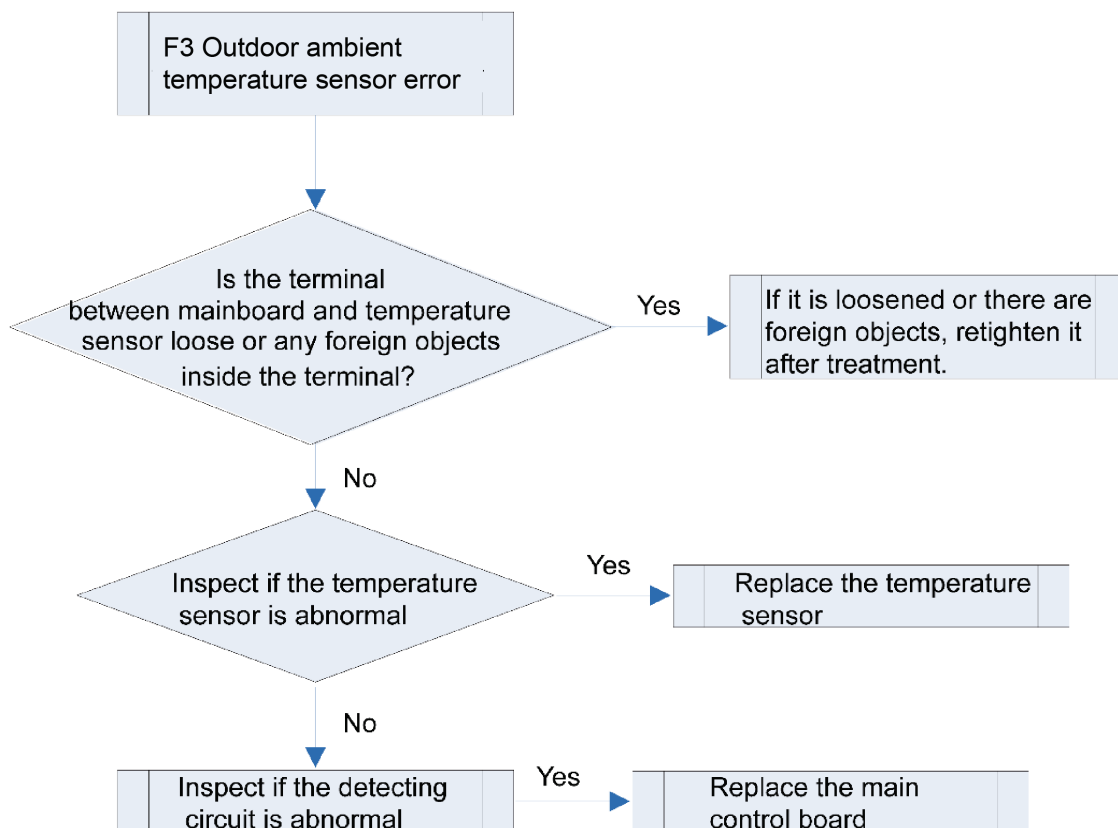 F3 Outdoor ambient
temperature sensor error
Is the terminal
between mainboard and temperature
sensor loose or any foreign objects
inside the terminal?
Yes
If it is loosened or there are
foreign objects, retighten it
after treatment.
No
Inspect if the temperature
sensor is abnormal
Yes
Replace the temperature
sensor
No
Inspect if the detecting
circuit is abnormal
Yes
Replace the main
control board